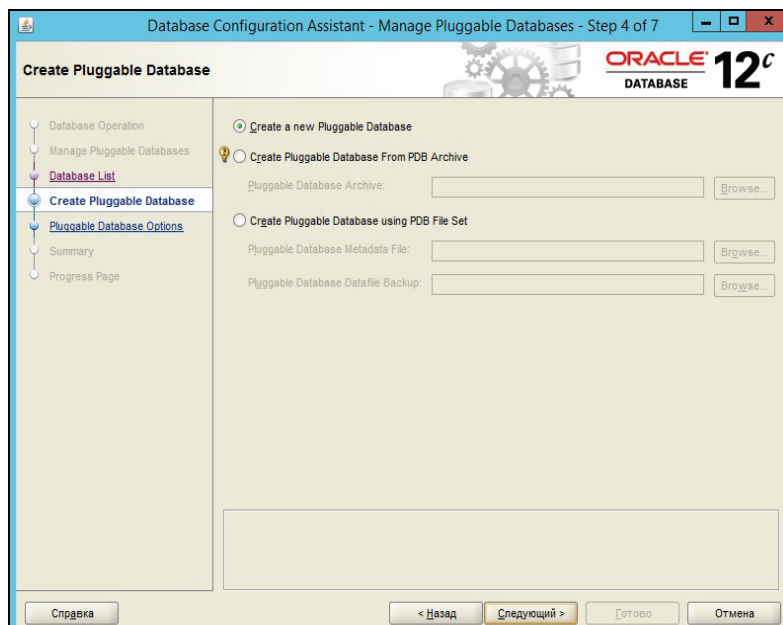 Database Configuration Assistant - Manage Pluggable Databases - Step 4 of 7
Create Pluggable Database
ORACLE
DATABASE
12c
Database Operation
Manage Pluggable Databases
Database List
Create Pluggable Database
Pluggable Database Options
Summary
Progress Page
Create a new Pluggable Database
Create Pluggable Database From PDB Archive
Pluggable Database Archive:
Browse...
Create Pluggable Database using PDB File Set
Pluggable Database Metadata File:
Browse...
Pluggable Database Datafile Backup:
Browse...
Справка
< Назад
Следующий >
Готово
Отмена